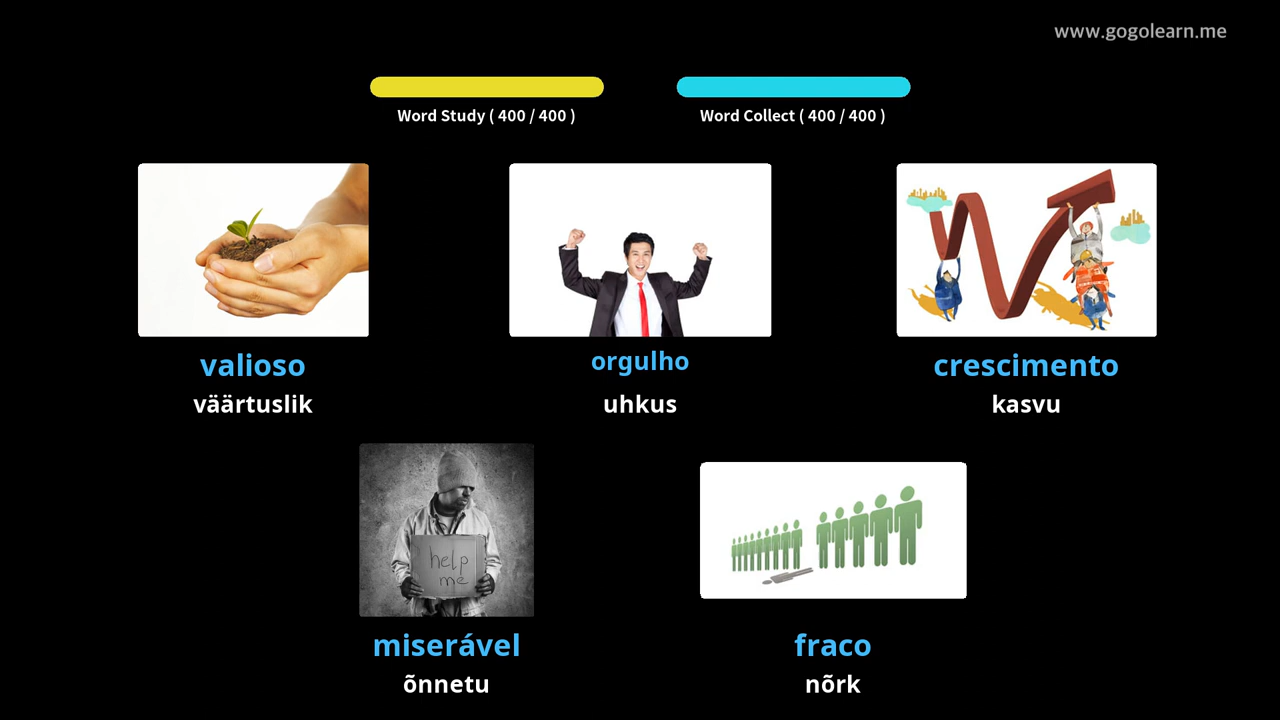 www.gogolearn.me
Word Study ( 400 / 400 )
Word Collect ( 400 / 400 )
valioso
väärtuslik
orgulho
uhkus
crescimento
kasvu
help
me
miserável
õnnetu
fraco
nõrk